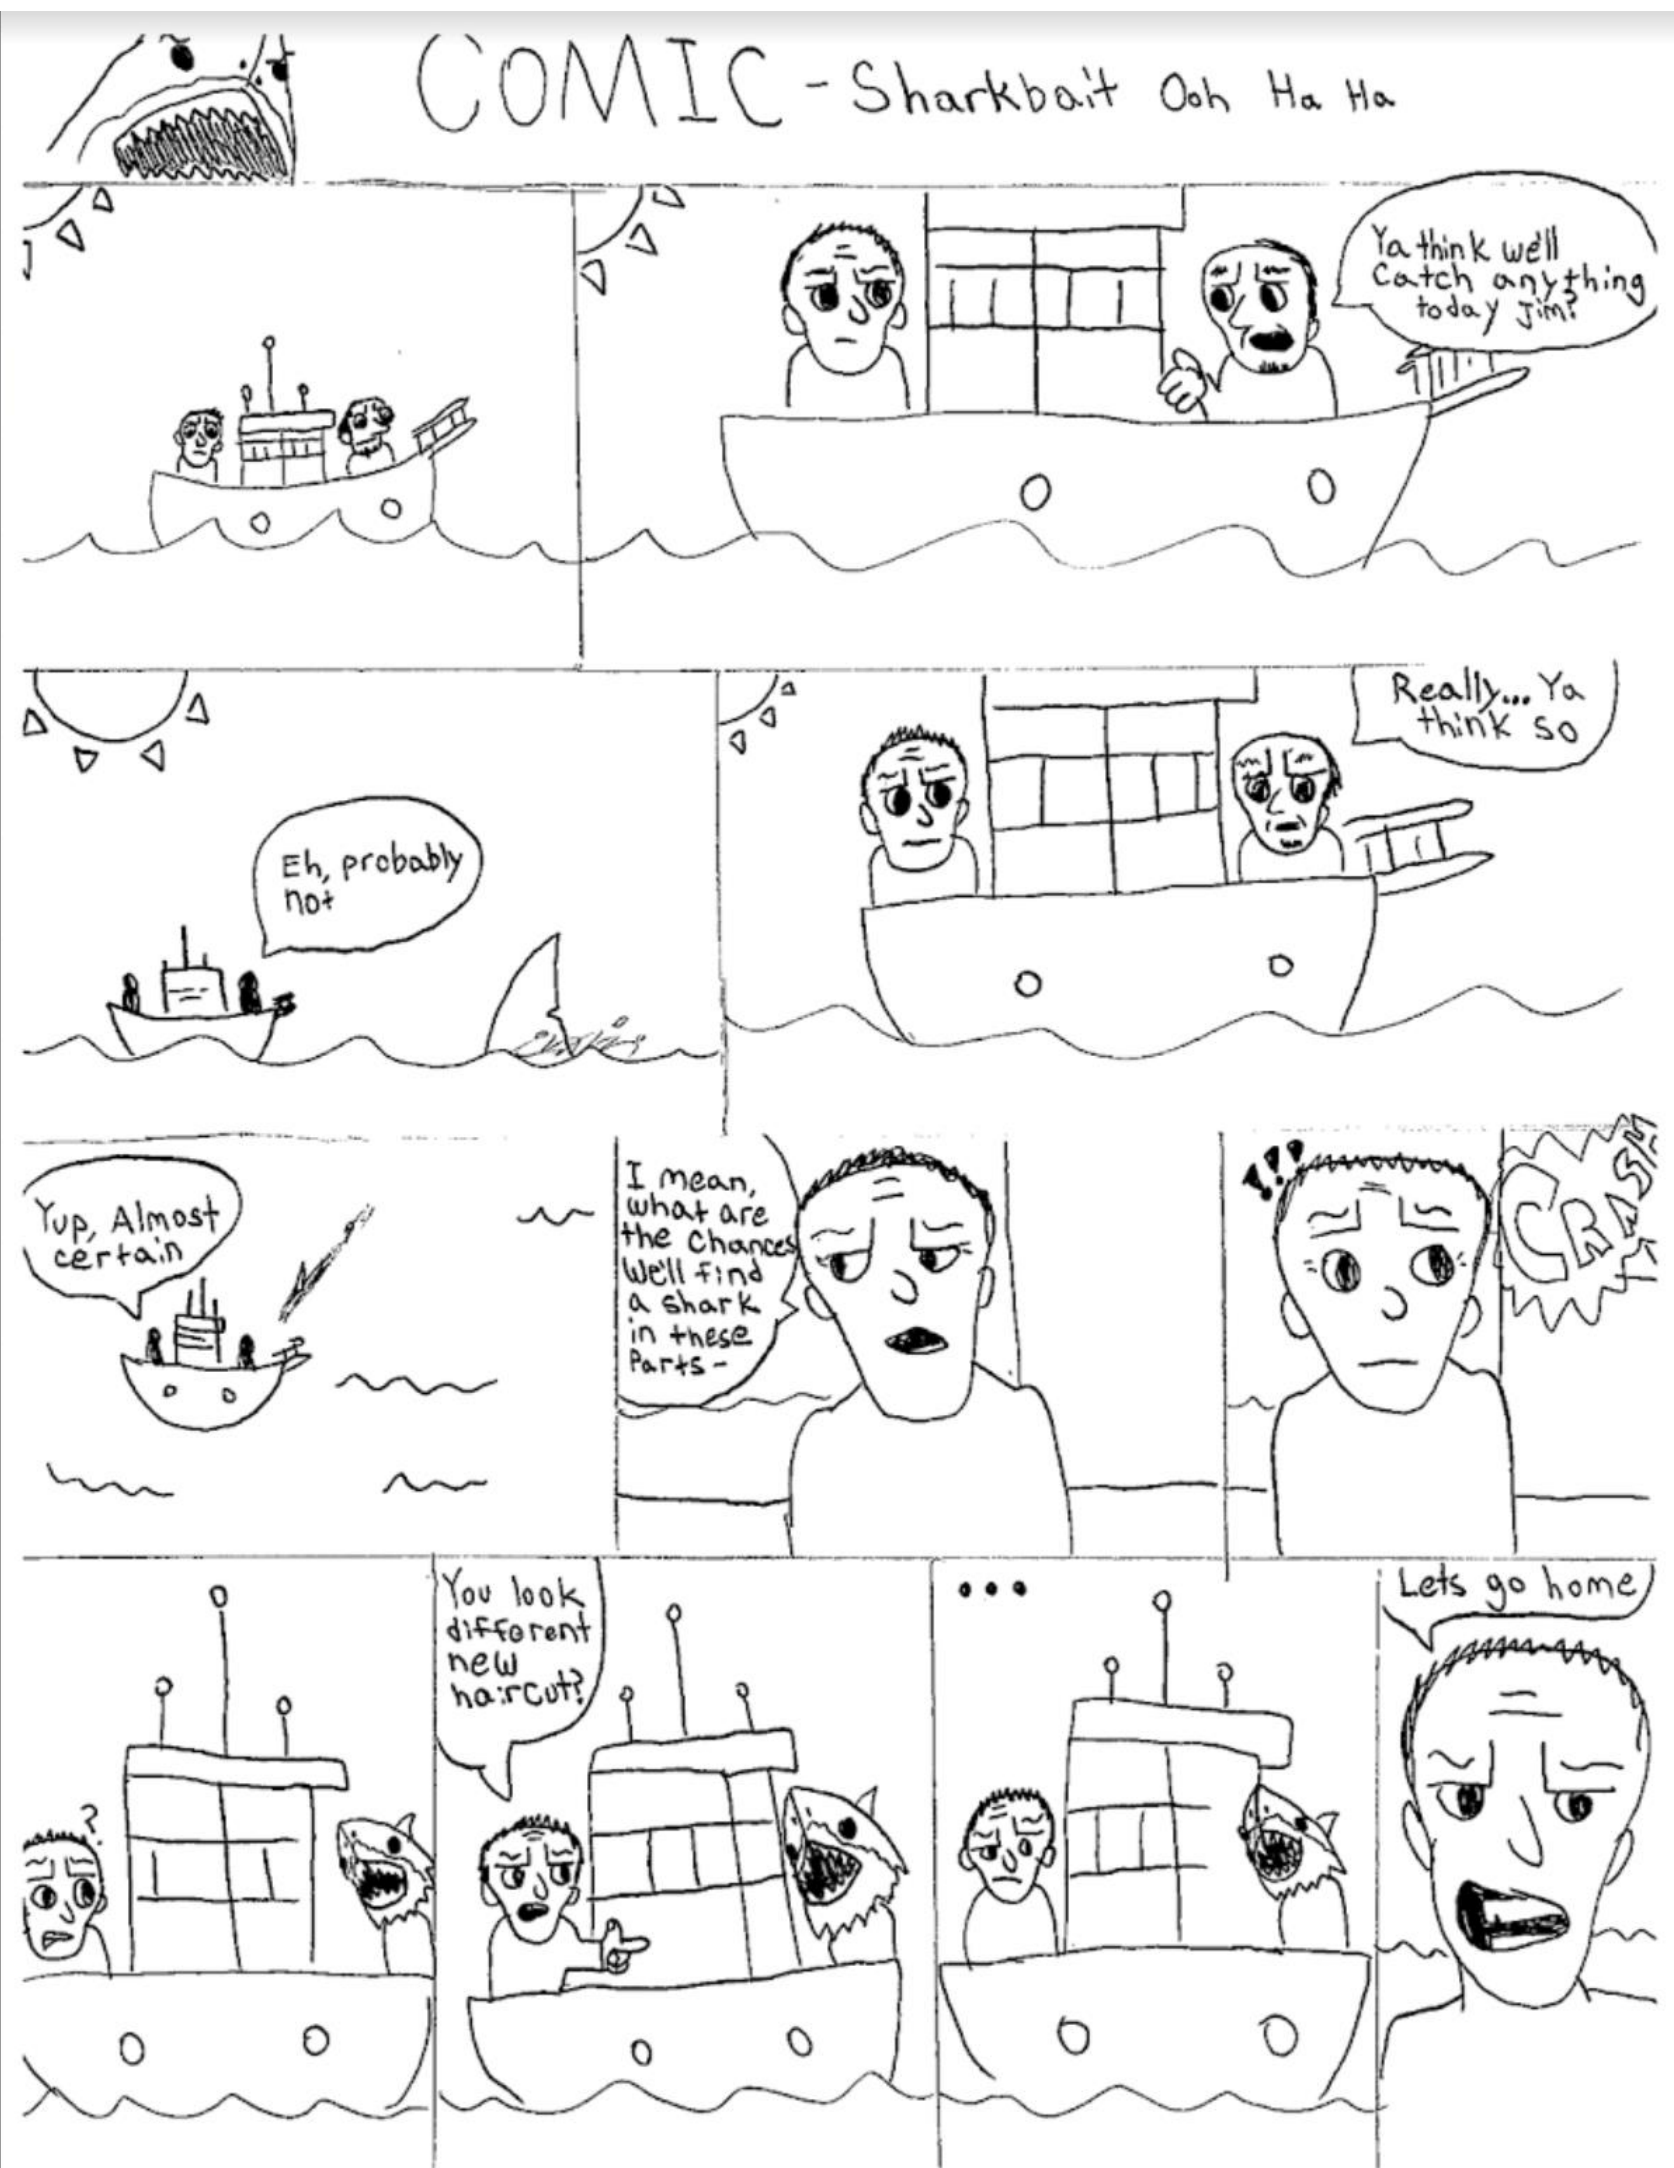 COMIC - Sharkbait Ooh Ha Ha
Ya think we'll
Catch anything
today Jim?
Eh, probably
not
Really... Ya
think so
Yup, Almost
certain
I mean,
what are
the chances
We'll find
a shark
in these
Parts-
!!!
CRASH
?
You look
different
new
haircut?
...
Lets go home